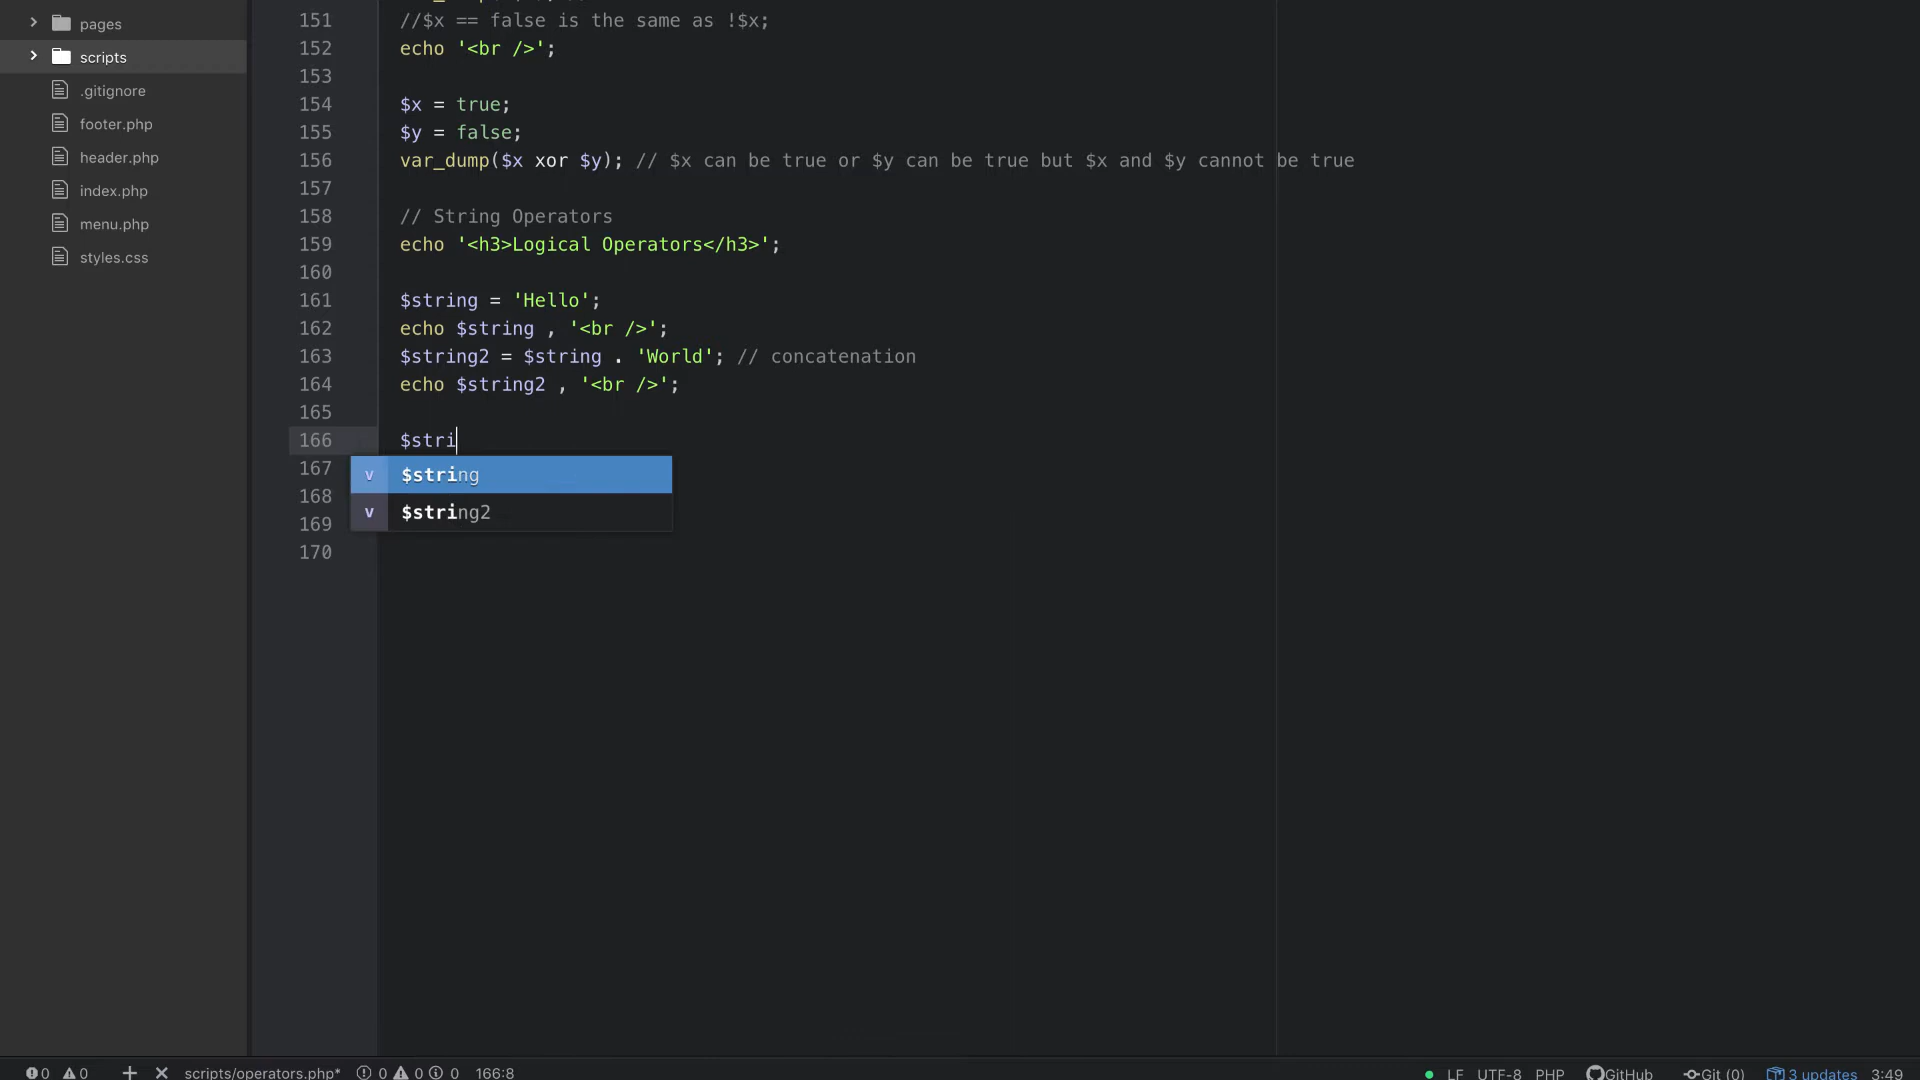 pages
scripts
.gitignore
footer.php
header.php
index.php
menu.php
styles.css
151 //$x == false is the same as !$x;
152 echo '<br />';
153
154 $x = true;
155 $y = false;
156 var_dump($x xor $y); // $x can be true or $y can be true but $x and $y cannot be true
157
158 // String Operators
159 echo '<h3>Logical Operators</h3>';
160
161 $string = 'Hello';
162 echo $string , '<br />';
163 $string2 = $string . 'World'; // concatenation
164 echo $string2 , '<br />';
165
166 $stri
167
v $string
168
v $string2
169
170
0 0 scripts/operators.php* 0 0 0 166:8 LF UTF-8 PHP GitHub Git (0) 3 updates 3:49